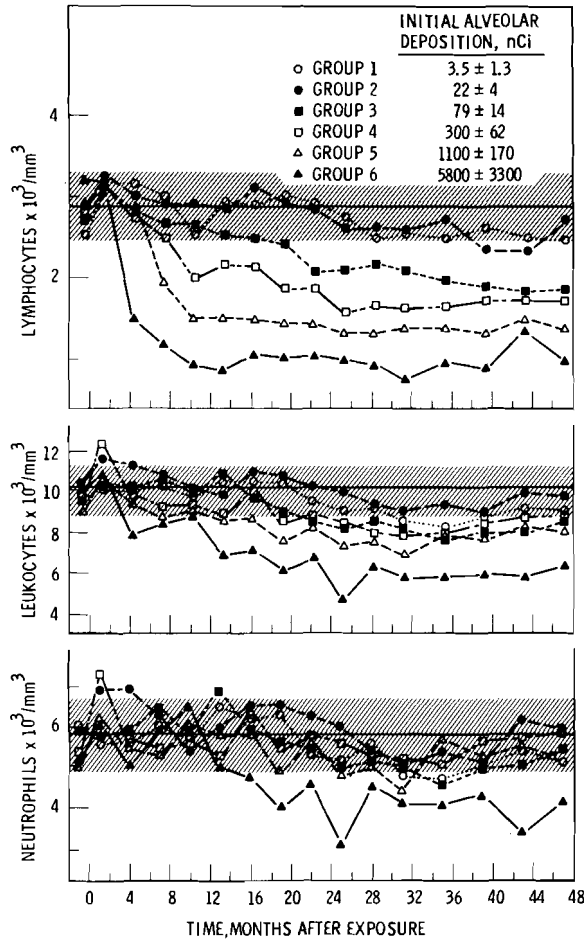 INITIAL ALVEOLAR
DEPOSITION, nCi
GROUP 1 3.5 ± 1.3
GROUP 2 22 ± 4
GROUP 3 79 ± 14
GROUP 4 300 ± 62
GROUP 5 1100 ± 170
GROUP 6 5800 ± 3300
LYMPHOCYTES x 10³/mm³
4
2
LEUKOCYTES x 10³/mm³
12
10
8
6
4
NEUTROPHILS x 10³/mm³
6
4
0 4 8 12 16 20 24 28 32 36 40 44 48
TIME, MONTHS AFTER EXPOSURE